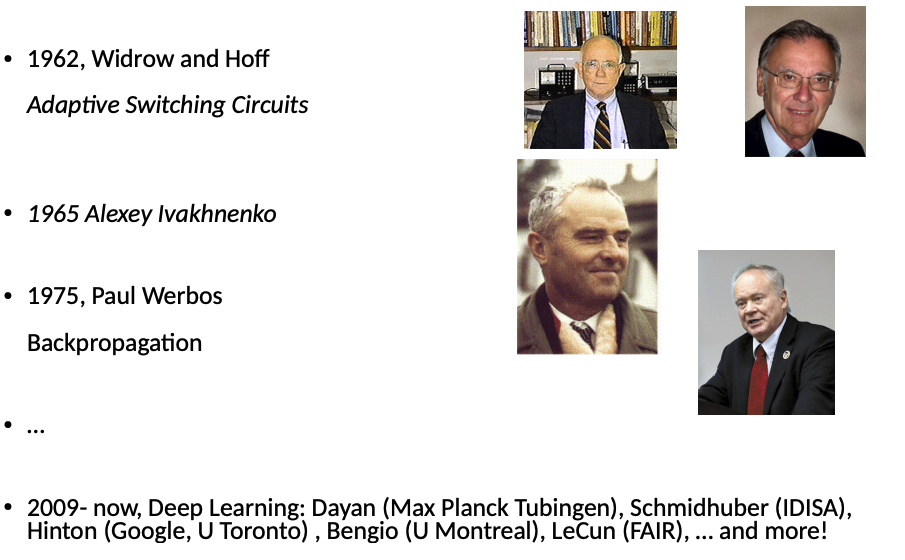 • 1962, Widrow and Hoff
Adaptive Switching Circuits
• 1965 Alexey Ivakhnenko
• 1975, Paul Werbos
Backpropagation
• ...
• 2009- now, Deep Learning: Dayan (Max Planck Tubingen), Schmidhuber (IDISA),
Hinton (Google, U Toronto) , Bengio (U Montreal), LeCun (FAIR), ... and more!